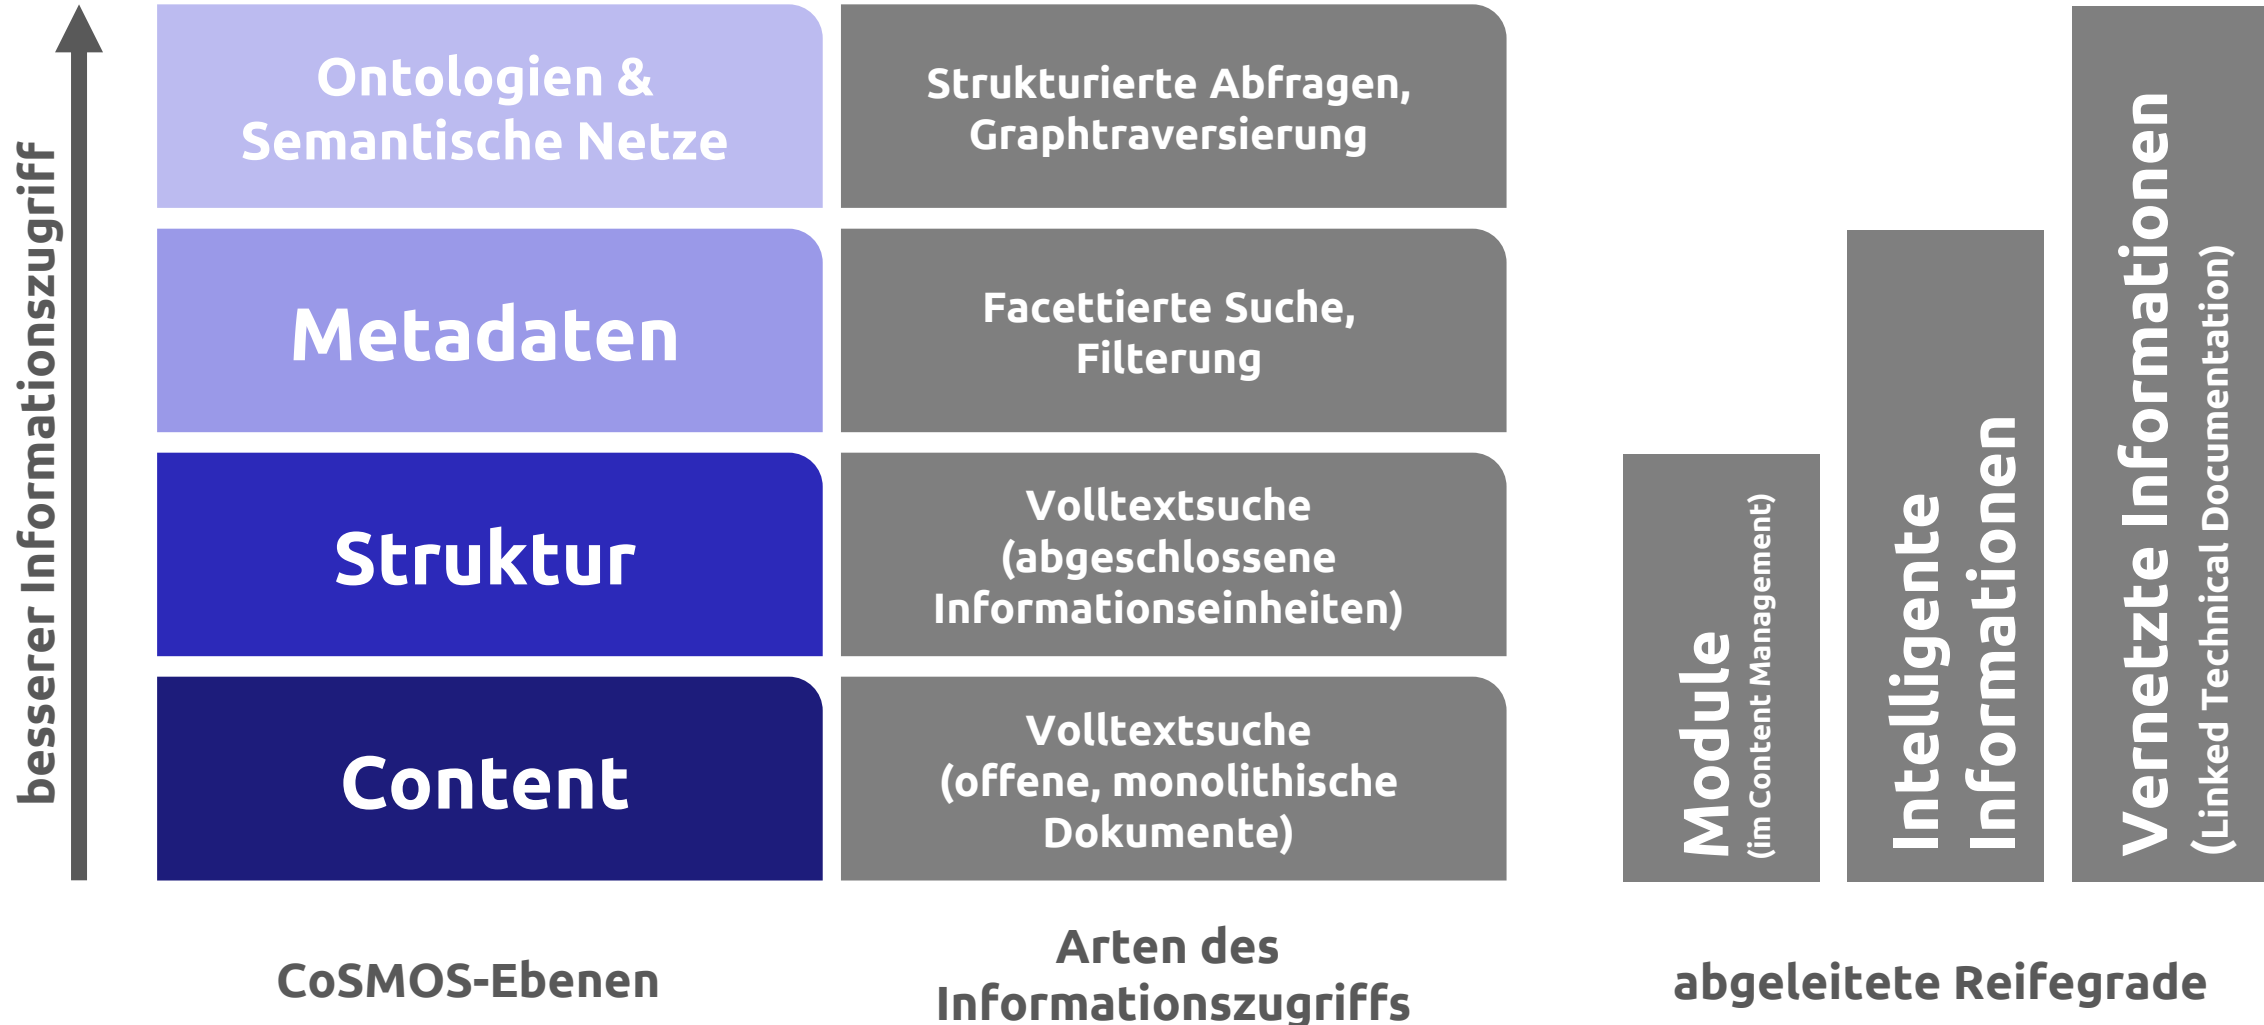 besserer Informationszugriff
Ontologien &
Semantische Netze
Strukturierte Abfragen,
Graphtraversierung
Metadaten
Facettierte Suche,
Filterung
Struktur
Volltextsuche
(abgeschlossene
Informationseinheiten)
Content
Volltextsuche
(offene, monolithische
Dokumente)
Module
(im Content Management)
Intelligente
Informationen
Vernetzte Informationen
(Linked Technical Documentation)
CoSMOS-Ebenen
Arten des
Informationszugriffs
abgeleitete Reifegrade